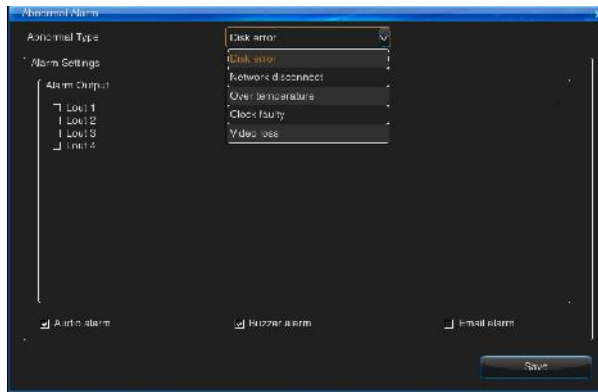 Abnormal Alarm
Abnormal Type
Disk error
Disk error
Network disconnect
Over temperature
Clock faulty
Video loss
Alarm Settings
Alarm Output
Lout 1
Lout 2
Lout 3
Lout 4
Audio alarm
Buzzer alarm
Email alarm
Save